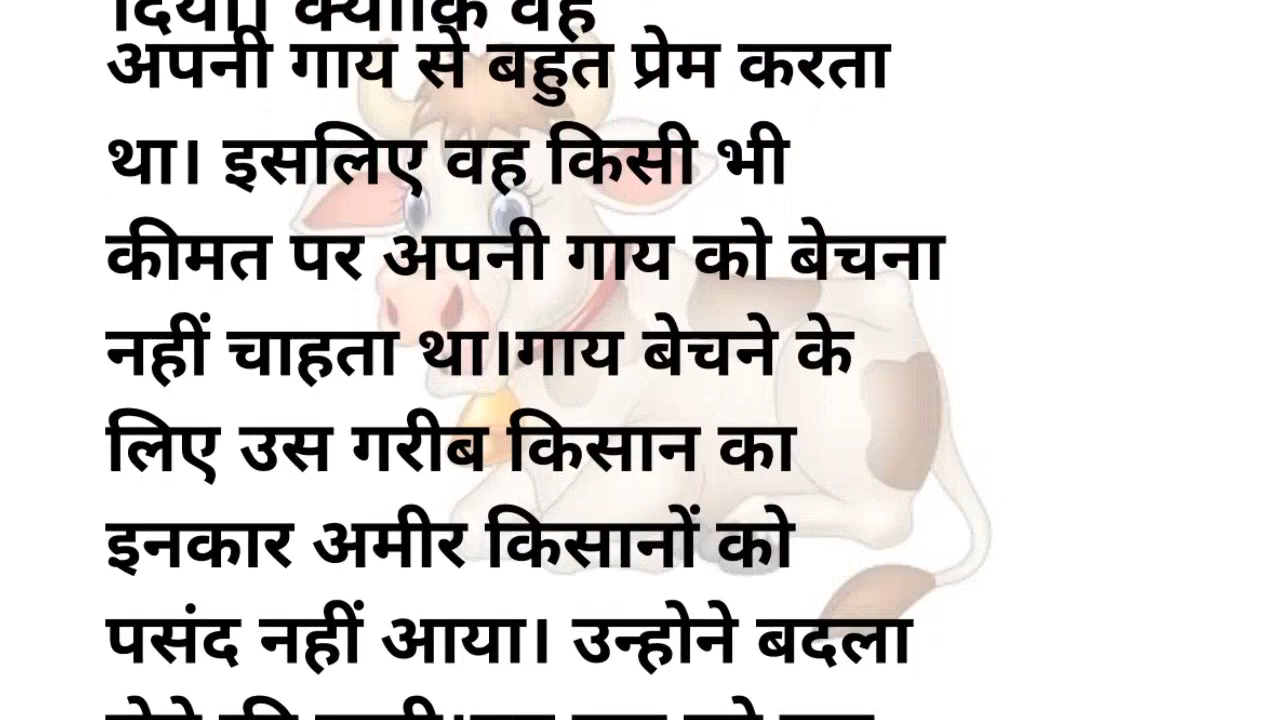 दिया। क्योंकि वह
अपनी गाय से बहुत प्रेम करता
था। इसलिए वह किसी भी
कीमत पर अपनी गाय को बेचना
नहीं चाहता था।गाय बेचने के
लिए उस गरीब किसान का
इनकार अमीर किसानों को
पसंद नहीं आया। उन्होने बदला